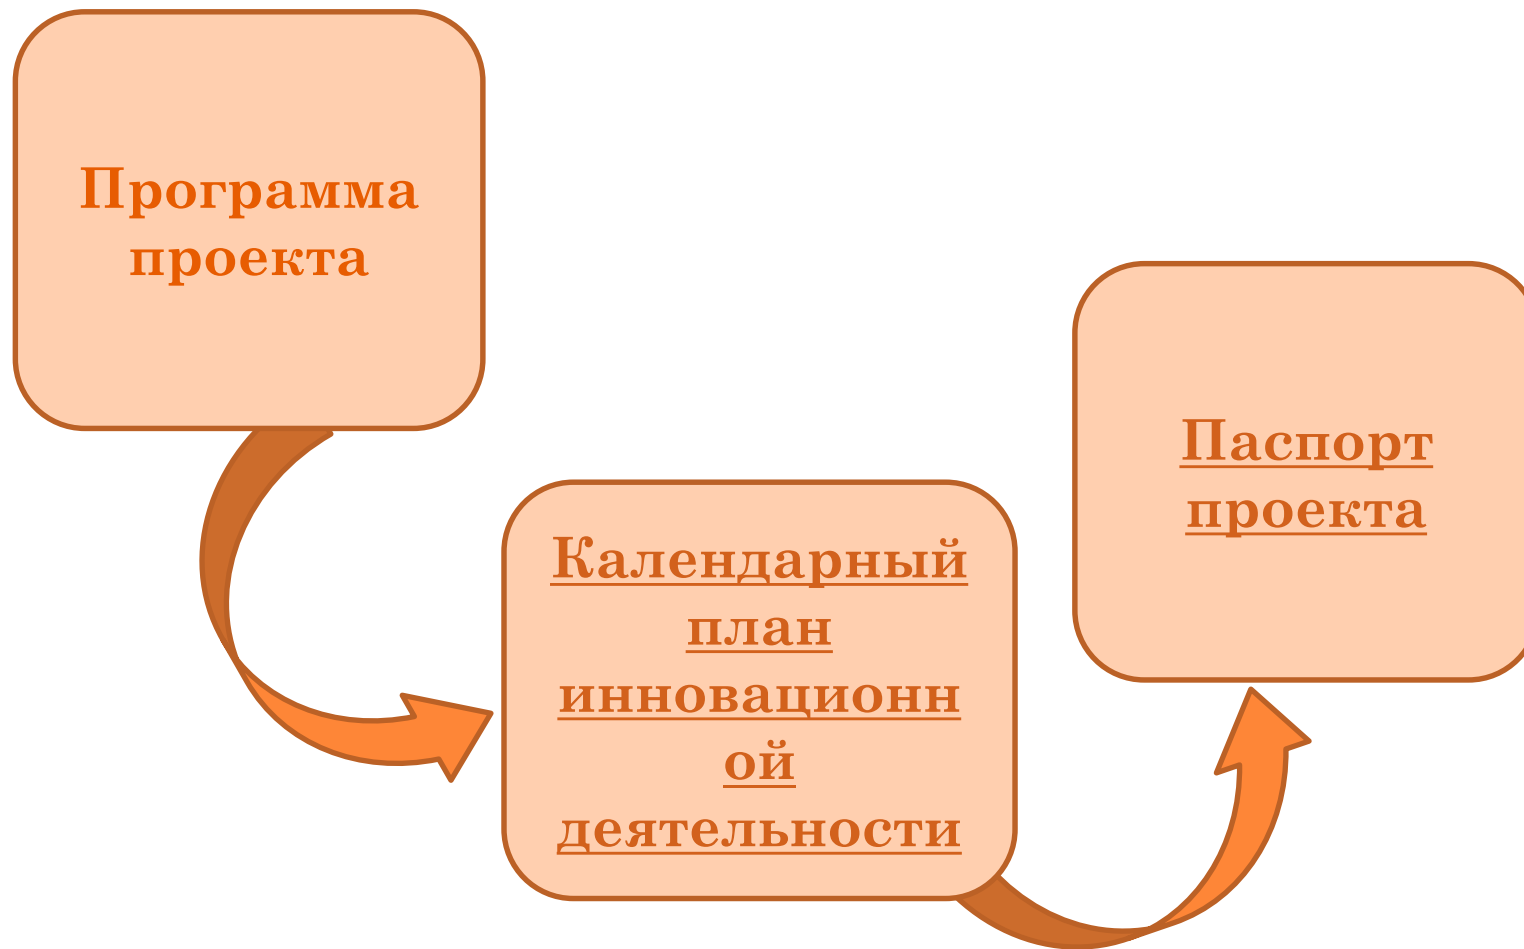 Программа
проекта
Календарный
план
инновационн
ой
деятельности
Паспорт
проекта